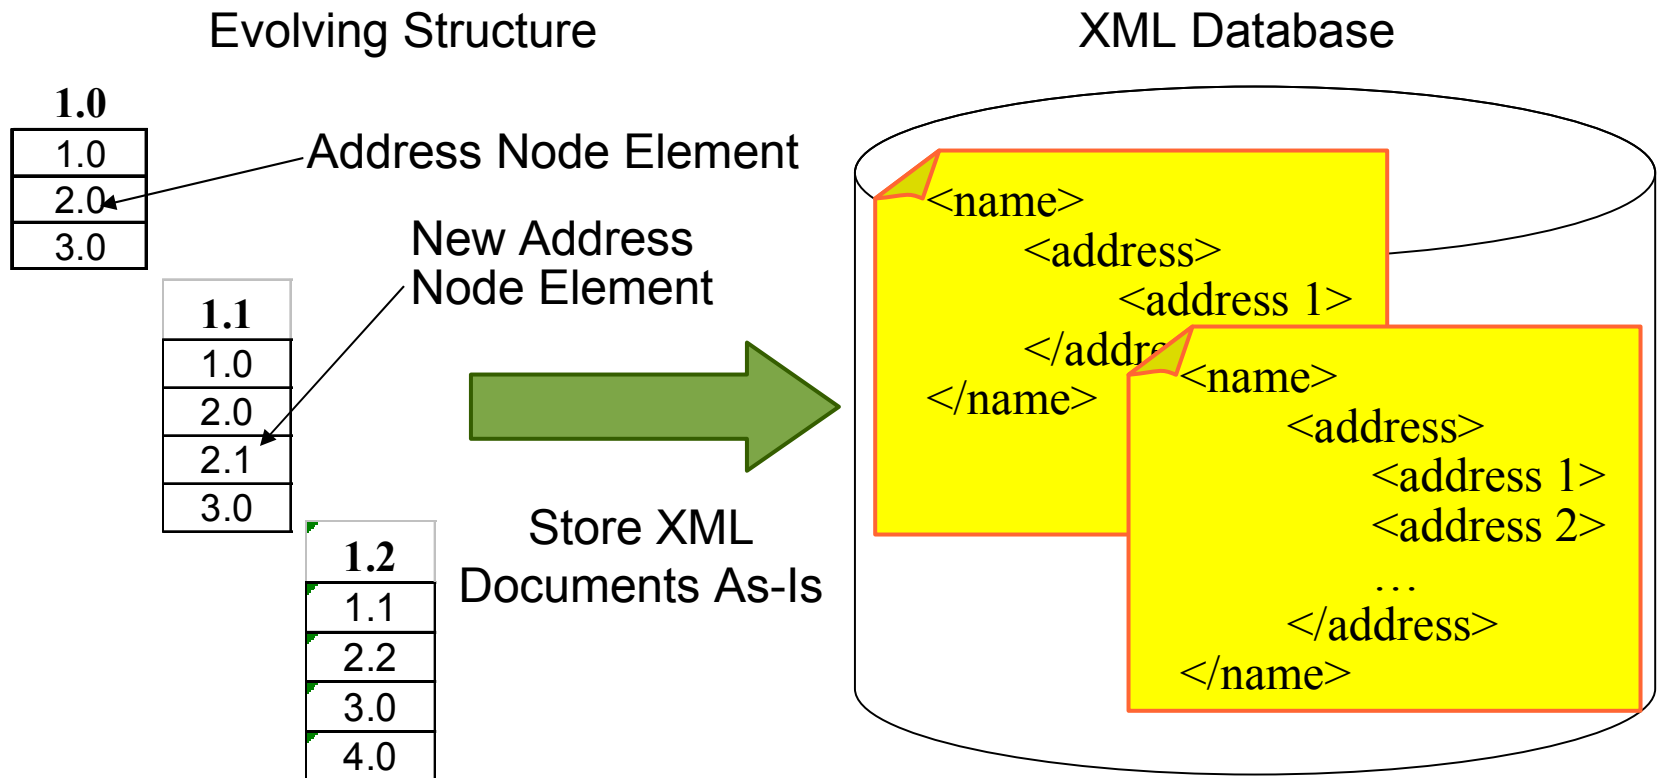 Evolving Structure
XML Database
1.0
1.0
2.0
3.0
Address Node Element
New Address
Node Element
1.1
1.0
2.0
2.1
3.0
1.2
1.1
2.2
3.0
4.0
Store XML
Documents As-Is
<name>
<address>
<address 1>
</addre
</name>
<name>
<address>
<address 1>
<address 2>
…
</address>
</name>